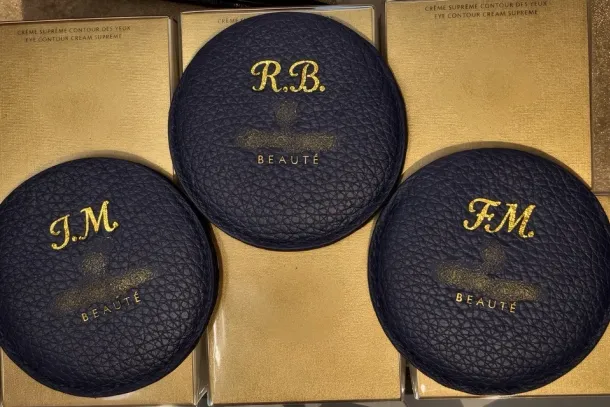 CRÈME SUPRÊME CONTOUR DES YEUX
EYE CONTOUR CREAM SUPREME
CRÈME SUPRÊME CONTOUR DES YEUX
EYE CONTOUR CREAM SUPREME
R.B.
BEAUTÉ
J.M.
BEAUTÉ
F.M.
BEAUTÉ